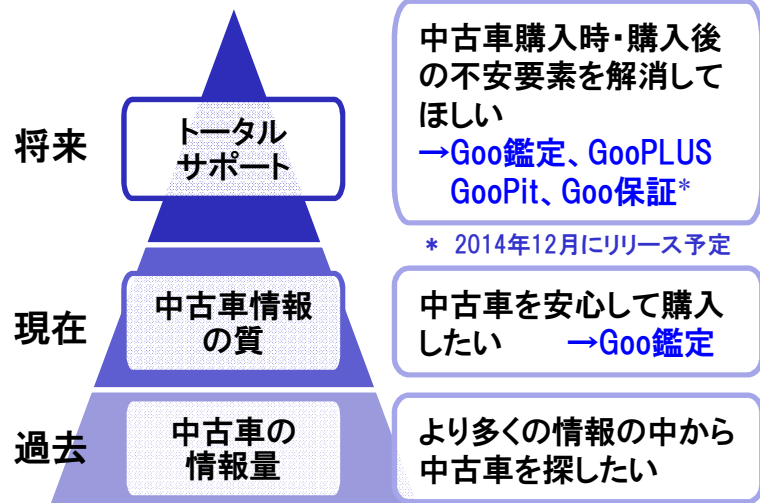 将来
トータル
サポート
中古車購入時・購入後
の不安要素を解消して
ほしい
→Goo鑑定、GooPLUS
GooPit、Goo保証*
* 2014年12月にリリース予定
現在
中古車情報
の質
中古車を安心して購入
したい →Goo鑑定
過去
中古車の
情報量
より多くの情報の中から
中古車を探したい